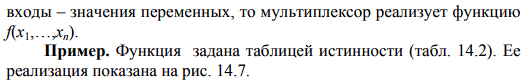 входы – значения переменных, то мультиплексор реализует функцию
f(x1,…,xn).
Пример. Функция задана таблицей истинности (табл. 14.2). Ее
реализация показана на рис. 14.7.